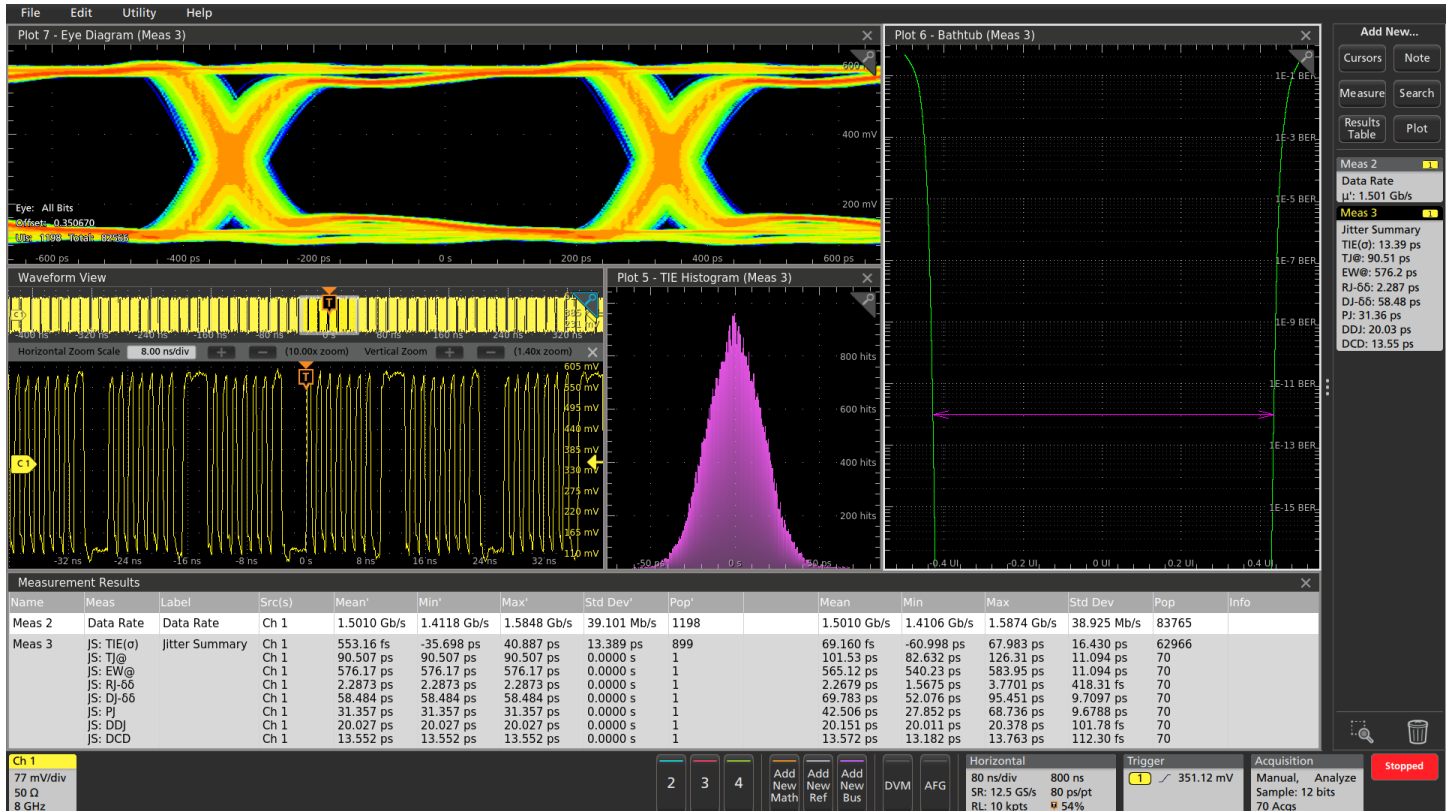 File Edit Utility Help
Plot 7 - Eye Diagram (Meas 3)
600 mV
400 mV
200 mV
Eye: All Bits
Offset: 0.350670
UIs: 1198 Total: 82566
-600 ps -400 ps -200 ps 0 s 200 ps 400 ps 600 ps
Plot 6 - Bathtub (Meas 3)
1E-1 BER
1E-3 BER
1E-5 BER
1E-7 BER
1E-9 BER
1E-11 BER
1E-13 BER
1E-15 BER
-0.4 UI -0.2 UI 0 UI 0.2 UI 0.4 UI
Waveform View
C 1
T
-400 ns -320 ns -240 ns -160 ns -80 ns 0 s 80 ns 160 ns 240 ns 320 ns
Horizontal Zoom Scale 8.00 ns/div + − (10.00x zoom) Vertical Zoom + − (1.40x zoom)
T
605 mV
550 mV
495 mV
440 mV
385 mV
330 mV
275 mV
220 mV
165 mV
110 mV
C 1
-32 ns -24 ns -16 ns -8 ns 0 s 8 ns 16 ns 24 ns 32 ns
Plot 5 - TIE Histogram (Meas 3)
800 hits
600 hits
400 hits
200 hits
-50 ps 0 s 50 ps
Add New...
Cursors Note
Measure Search
Results Table Plot
Meas 2 1
Data Rate
μ': 1.501 Gb/s
Meas 3 1
Jitter Summary
TIE(σ): 13.39 ps
TJ@: 90.51 ps
EW@: 576.2 ps
RJ-δδ: 2.287 ps
DJ-δδ: 58.48 ps
PJ: 31.36 ps
DDJ: 20.03 ps
DCD: 13.55 ps
Measurement Results
Name Meas Label Src(s) Mean' Min' Max' Std Dev' Pop' Mean Min Max Std Dev Pop Info
Meas 2 Data Rate Data Rate Ch 1 1.5010 Gb/s 1.4118 Gb/s 1.5848 Gb/s 39.101 Mb/s 1198 1.5010 Gb/s 1.4106 Gb/s 1.5874 Gb/s 38.925 Mb/s 83765
Meas 3 JS: TIE(σ) Jitter Summary Ch 1 553.16 fs -35.698 ps 40.887 ps 13.389 ps 899 69.160 fs -60.998 ps 67.983 ps 16.430 ps 62966
JS: TJ@ Ch 1 90.507 ps 90.507 ps 90.507 ps 0.0000 s 1 101.53 ps 82.632 ps 126.31 ps 11.094 ps 70
JS: EW@ Ch 1 576.17 ps 576.17 ps 576.17 ps 0.0000 s 1 565.12 ps 540.23 ps 583.95 ps 11.094 ps 70
JS: RJ-δδ Ch 1 2.2873 ps 2.2873 ps 2.2873 ps 0.0000 s 1 2.2679 ps 1.5675 ps 3.7701 ps 418.31 fs 70
JS: DJ-δδ Ch 1 58.484 ps 58.484 ps 58.484 ps 0.0000 s 1 69.783 ps 52.076 ps 95.451 ps 9.7097 ps 70
JS: PJ Ch 1 31.357 ps 31.357 ps 31.357 ps 0.0000 s 1 42.506 ps 27.852 ps 68.736 ps 9.6788 ps 70
JS: DDJ Ch 1 20.027 ps 20.027 ps 20.027 ps 0.0000 s 1 20.151 ps 20.011 ps 20.378 ps 101.78 fs 70
JS: DCD Ch 1 13.552 ps 13.552 ps 13.552 ps 0.0000 s 1 13.572 ps 13.182 ps 13.763 ps 112.30 fs 70
Ch 1
77 mV/div
50 Ω
8 GHz
2 3 4
Add New Math
Add New Ref
Add New Bus
DVM AFG
Horizontal
80 ns/div 800 ns
SR: 12.5 GS/s 80 ps/pt
RL: 10 kpts 54%
Trigger
1 351.12 mV
Acquisition
Manual, Analyze
Sample: 12 bits
70 Acqs
Stopped